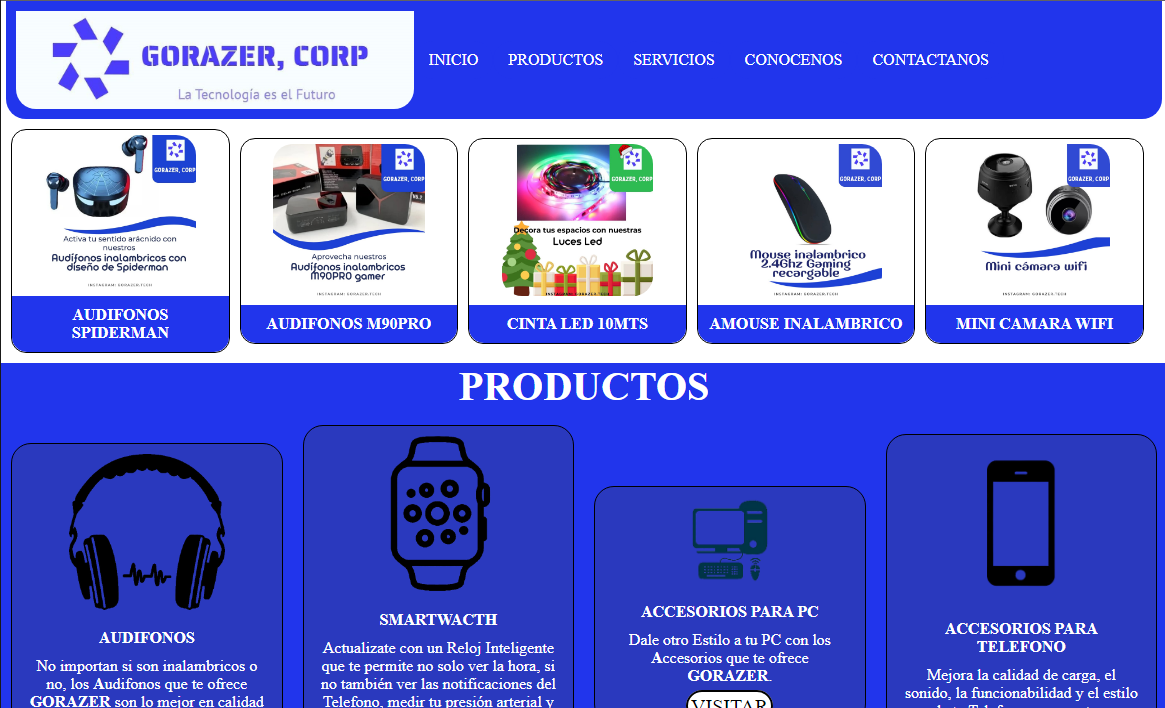 GORAZER, CORP
La Tecnología es el Futuro
INICIO
PRODUCTOS
SERVICIOS
CONOCENOS
CONTACTANOS
GORAZER, CORP
Activa tu sentido arácnido con
nuestros
Audífonos inalambricos con
diseño de Spiderman
INSTAGRAM: GORAZER.TECH
AUDIFONOS
SPIDERMAN
GORAZER, CORP
Aprovecha nuestros
Audífonos inalambricos
M90PRO gamer
INSTAGRAM: GORAZER.TECH
AUDIFONOS M90PRO
GORAZER, CORP
Decora tus espacios con nuestras
Luces Led
INSTAGRAM: GORAZER.TECH
CINTA LED 10MTS
GORAZER, CORP
Mouse inalambrico
2.4Ghz Gaming
recargable
INSTAGRAM: GORAZER.TECH
AMOUSE INALAMBRICO
GORAZER, CORP
Mini cámara wifi
INSTAGRAM: GORAZER.TECH
MINI CAMARA WIFI
PRODUCTOS
AUDIFONOS
No importan si son inalambricos o
no, los Audifonos que te ofrece
GORAZER son lo mejor en calidad
SMARTWACTH
Actualizate con un Reloj Inteligente
que te permite no solo ver la hora, si
no también ver las notificaciones del
Telefono, medir tu presión arterial y
ACCESORIOS PARA PC
Dale otro Estilo a tu PC con los
Accesorios que te ofrece
GORAZER.
VISITAR
ACCESORIOS PARA
TELEFONO
Mejora la calidad de carga, el
sonido, la funcionabilidad y el estilo